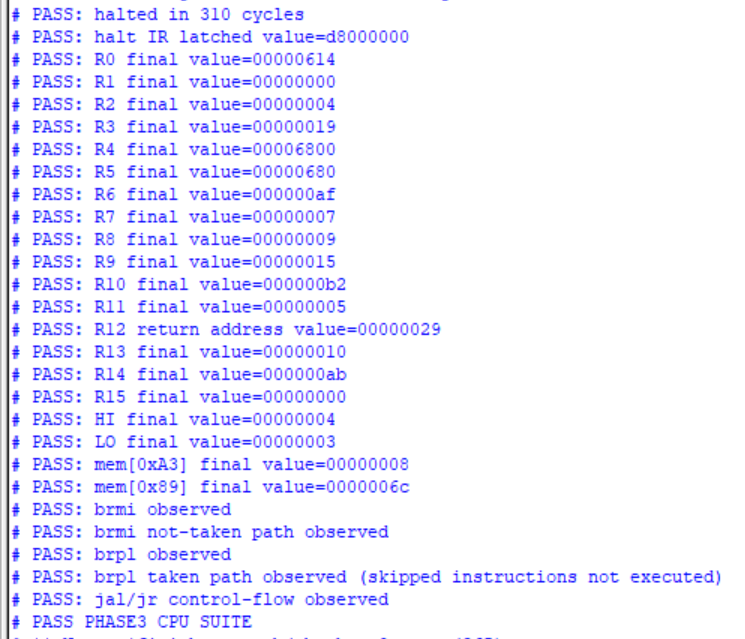 # PASS: halted in 310 cycles
# PASS: halt IR latched value=d8000000
# PASS: R0 final value=00000614
# PASS: R1 final value=00000000
# PASS: R2 final value=00000004
# PASS: R3 final value=00000019
# PASS: R4 final value=00006800
# PASS: R5 final value=00000680
# PASS: R6 final value=000000af
# PASS: R7 final value=00000007
# PASS: R8 final value=00000009
# PASS: R9 final value=00000015
# PASS: R10 final value=000000b2
# PASS: R11 final value=00000005
# PASS: R12 return address value=00000029
# PASS: R13 final value=00000010
# PASS: R14 final value=000000ab
# PASS: R15 final value=00000000
# PASS: HI final value=00000004
# PASS: LO final value=00000003
# PASS: mem[0xA3] final value=00000008
# PASS: mem[0x89] final value=0000006c
# PASS: brmi observed
# PASS: brmi not-taken path observed
# PASS: brpl observed
# PASS: brpl taken path observed (skipped instructions not executed)
# PASS: jal/jr control-flow observed
# PASS PHASE3 CPU SUITE